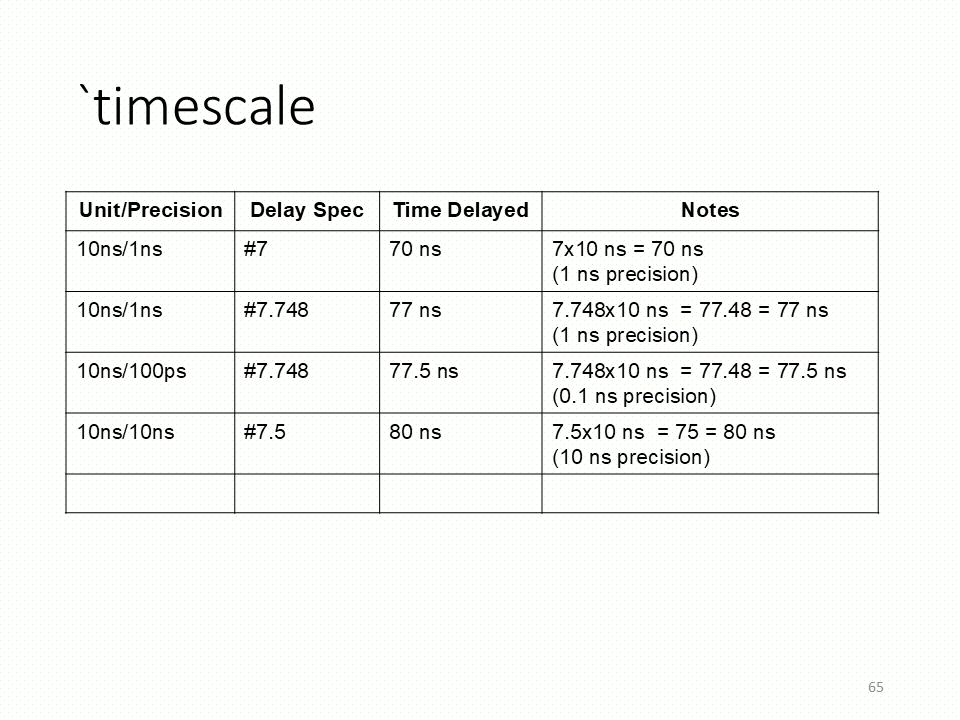 `timescale
Unit/Precision Delay Spec Time Delayed Notes
10ns/1ns #7 70 ns 7x10 ns = 70 ns
(1 ns precision)
10ns/1ns #7.748 77 ns 7.748x10 ns  = 77.48 = 77 ns
(1 ns precision)
10ns/100ps #7.748 77.5 ns 7.748x10 ns  = 77.48 = 77.5 ns
(0.1 ns precision)
10ns/10ns #7.5 80 ns 7.5x10 ns  = 75 = 80 ns
(10 ns precision)
65